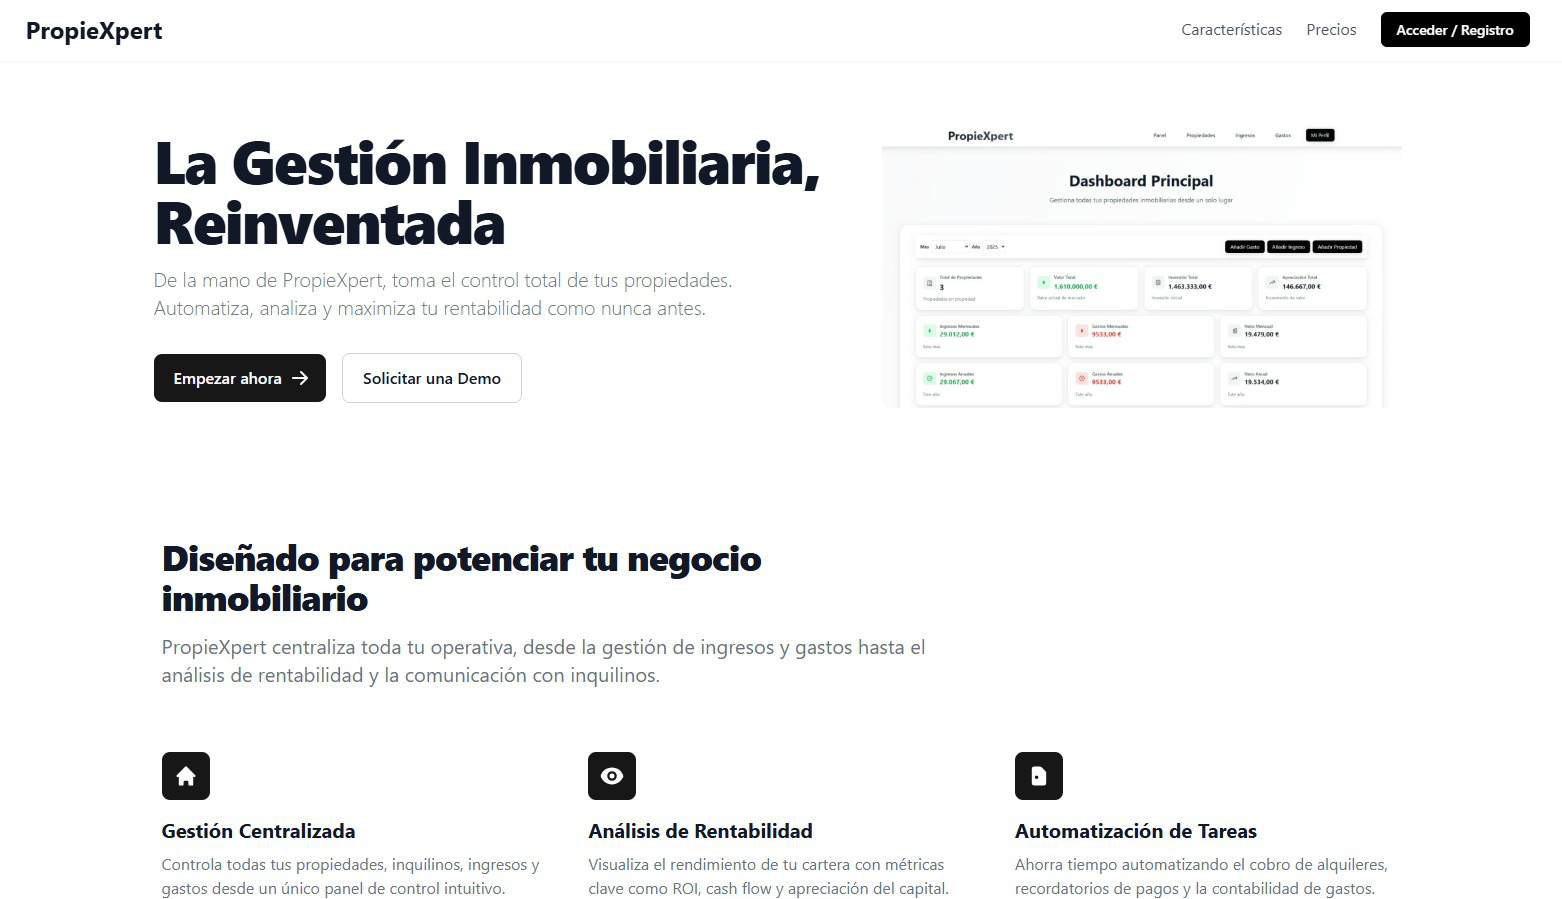 PropieXpert
Características
Precios
Acceder / Registro
La Gestión Inmobiliaria,
Reinventada
De la mano de PropieXpert, toma el control total de tus propiedades.
Automatiza, analiza y maximiza tu rentabilidad como nunca antes.
Empezar ahora
Solicitar una Demo
PropieXpert
Panel
Propiedades
Ingresos
Gastos
Mi Perfil
Dashboard Principal
Gestiona todas tus propiedades inmobiliarias desde un solo lugar
Mes Julio Año 2025
Añadir Gasto
Añadir Ingreso
Añadir Propiedad
Total de Propiedades
3
Propiedades en propiedad
Valor Total
1.610.000,00 €
Valor actual de mercado
Inversión Total
1.463.333,00 €
Inversión inicial
Apreciación Total
146.667,00 €
Incremento de valor
Ingresos Mensuales
29.012,00 €
Este mes
Gastos Mensuales
9533,00 €
Este mes
Neto Mensual
19.479,00 €
Este mes
Ingresos Anuales
29.067,00 €
Este año
Gastos Anuales
9533,00 €
Este año
Neto Anual
19.534,00 €
Este año
Diseñado para potenciar tu negocio
inmobiliario
PropieXpert centraliza toda tu operativa, desde la gestión de ingresos y gastos hasta el
análisis de rentabilidad y la comunicación con inquilinos.
Gestión Centralizada
Controla todas tus propiedades, inquilinos, ingresos y
gastos desde un único panel de control intuitivo.
Análisis de Rentabilidad
Visualiza el rendimiento de tu cartera con métricas
clave como ROI, cash flow y apreciación del capital.
Automatización de Tareas
Ahorra tiempo automatizando el cobro de alquileres,
recordatorios de pagos y la contabilidad de gastos.